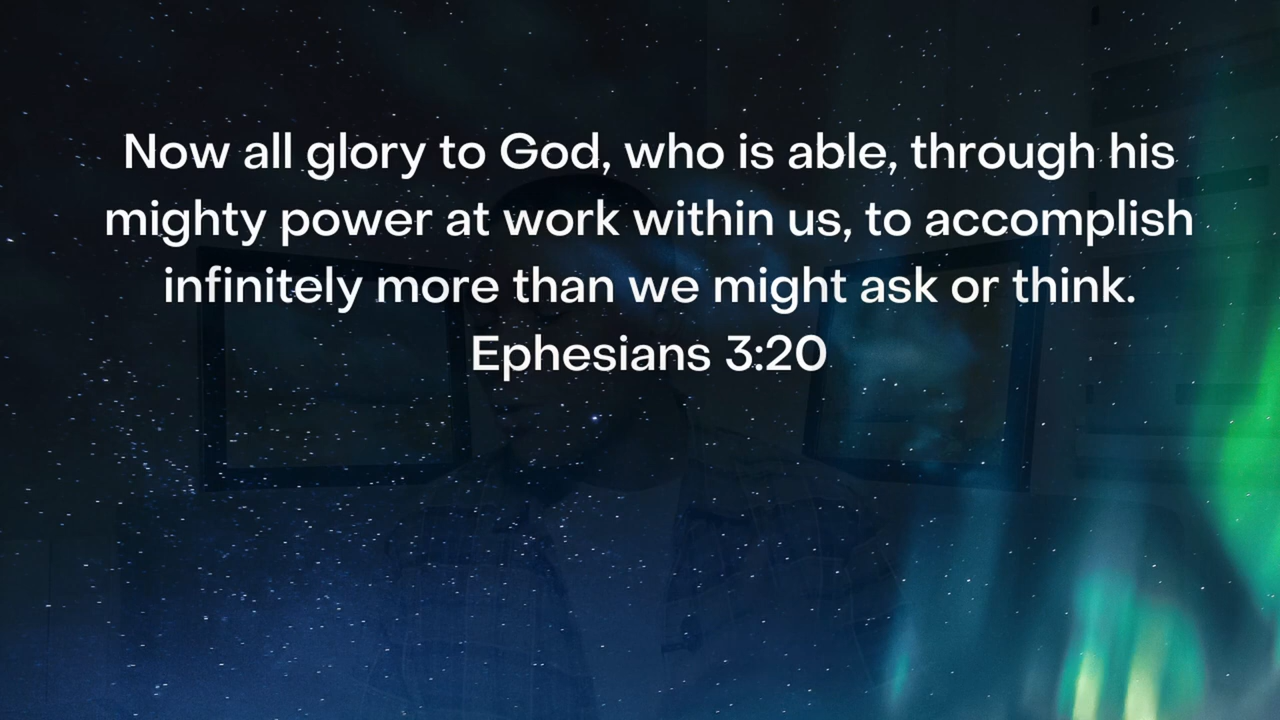 Now all glory to God, who is able, through his
mighty power at work within us, to accomplish
infinitely more than we might ask or think.
Ephesians 3:20